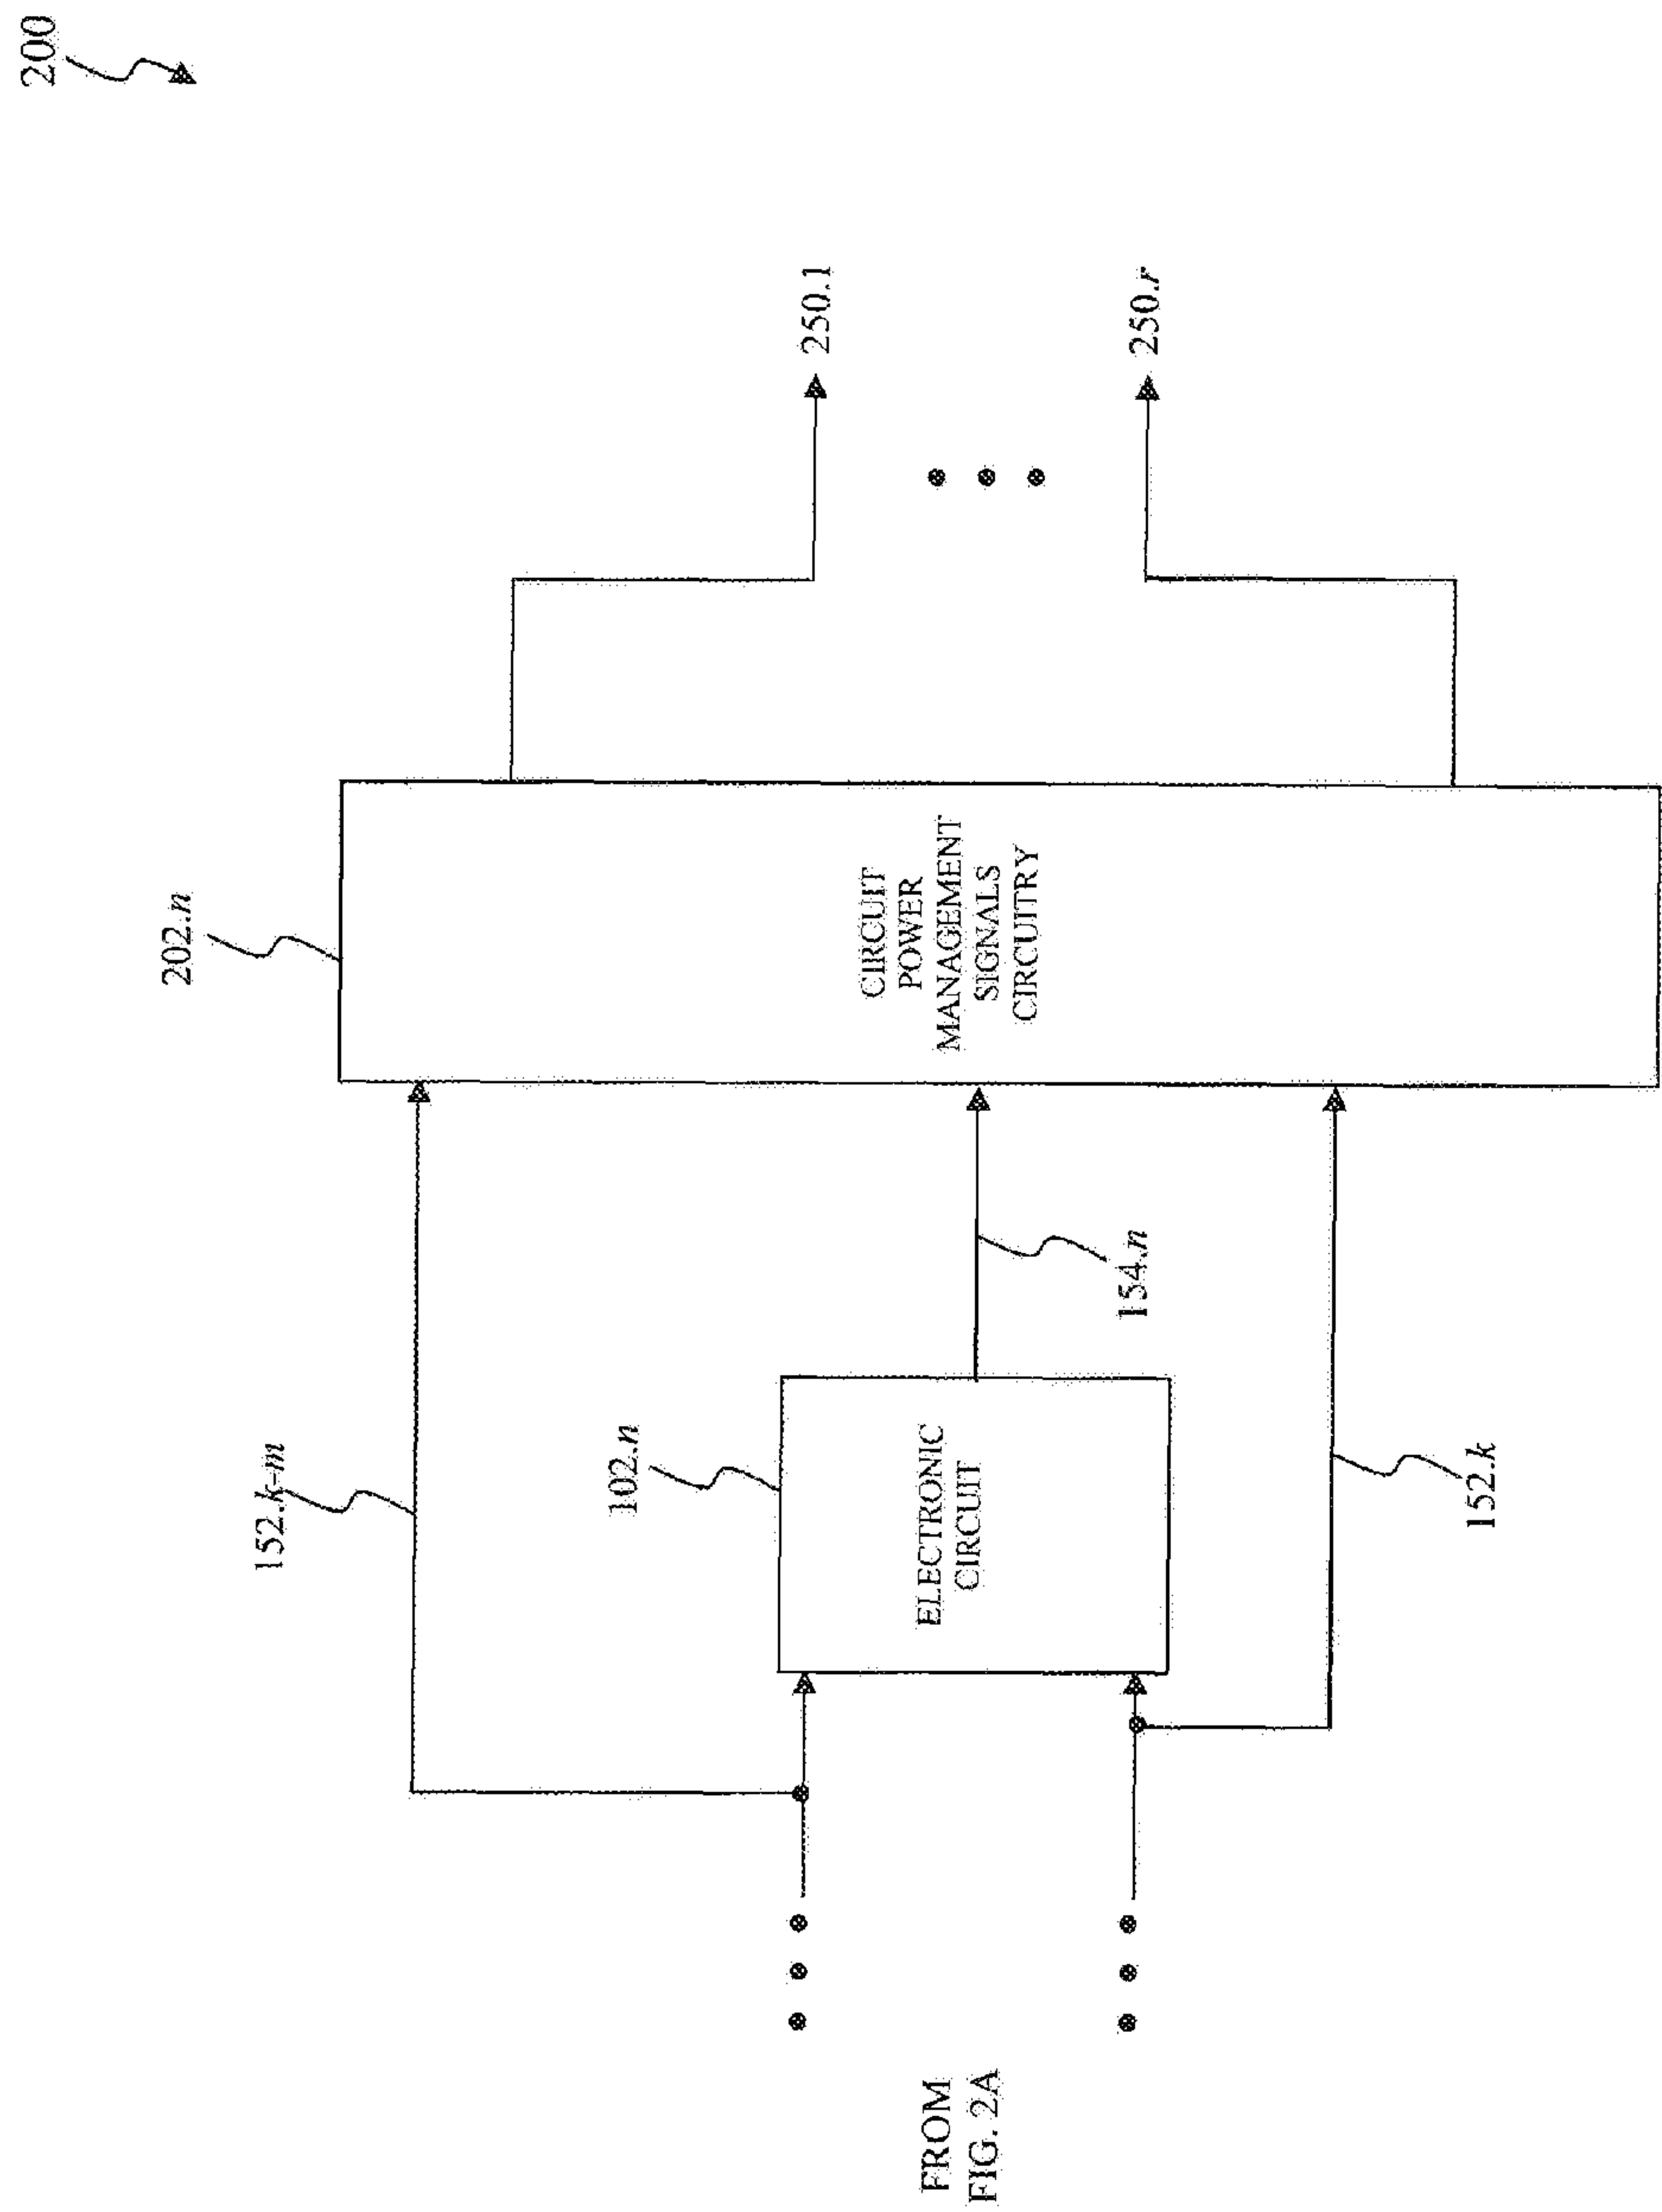 200
202.n
152.k-m
102.n
FROM
FIG. 2A
ELECTRONIC
CIRCUIT
154.n
CIRCUIT
POWER
MANAGEMENT
SIGNALS
CIRCUITRY
250.1
250.r
152.k